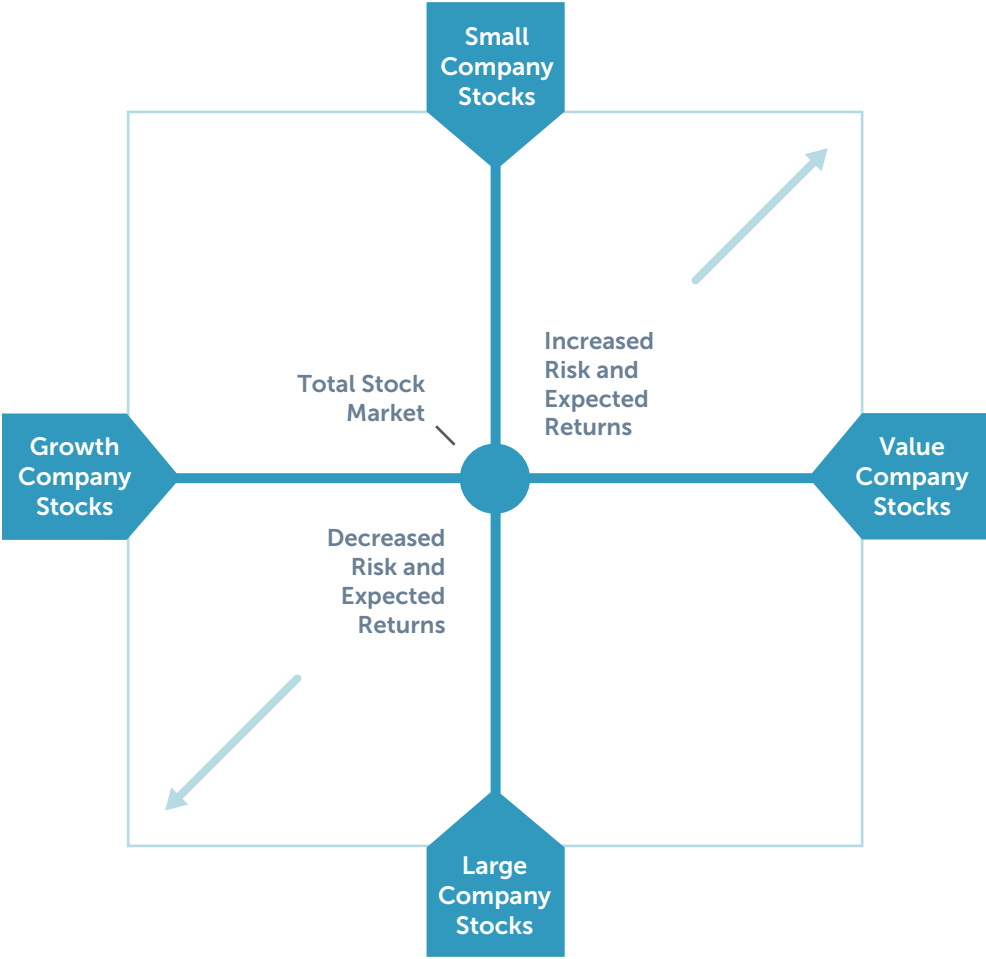 Small
Company
Stocks
Increased
Risk and
Expected
Returns
Total Stock
Market
Growth
Company
Stocks
Value
Company
Stocks
Decreased
Risk and
Expected
Returns
Large
Company
Stocks